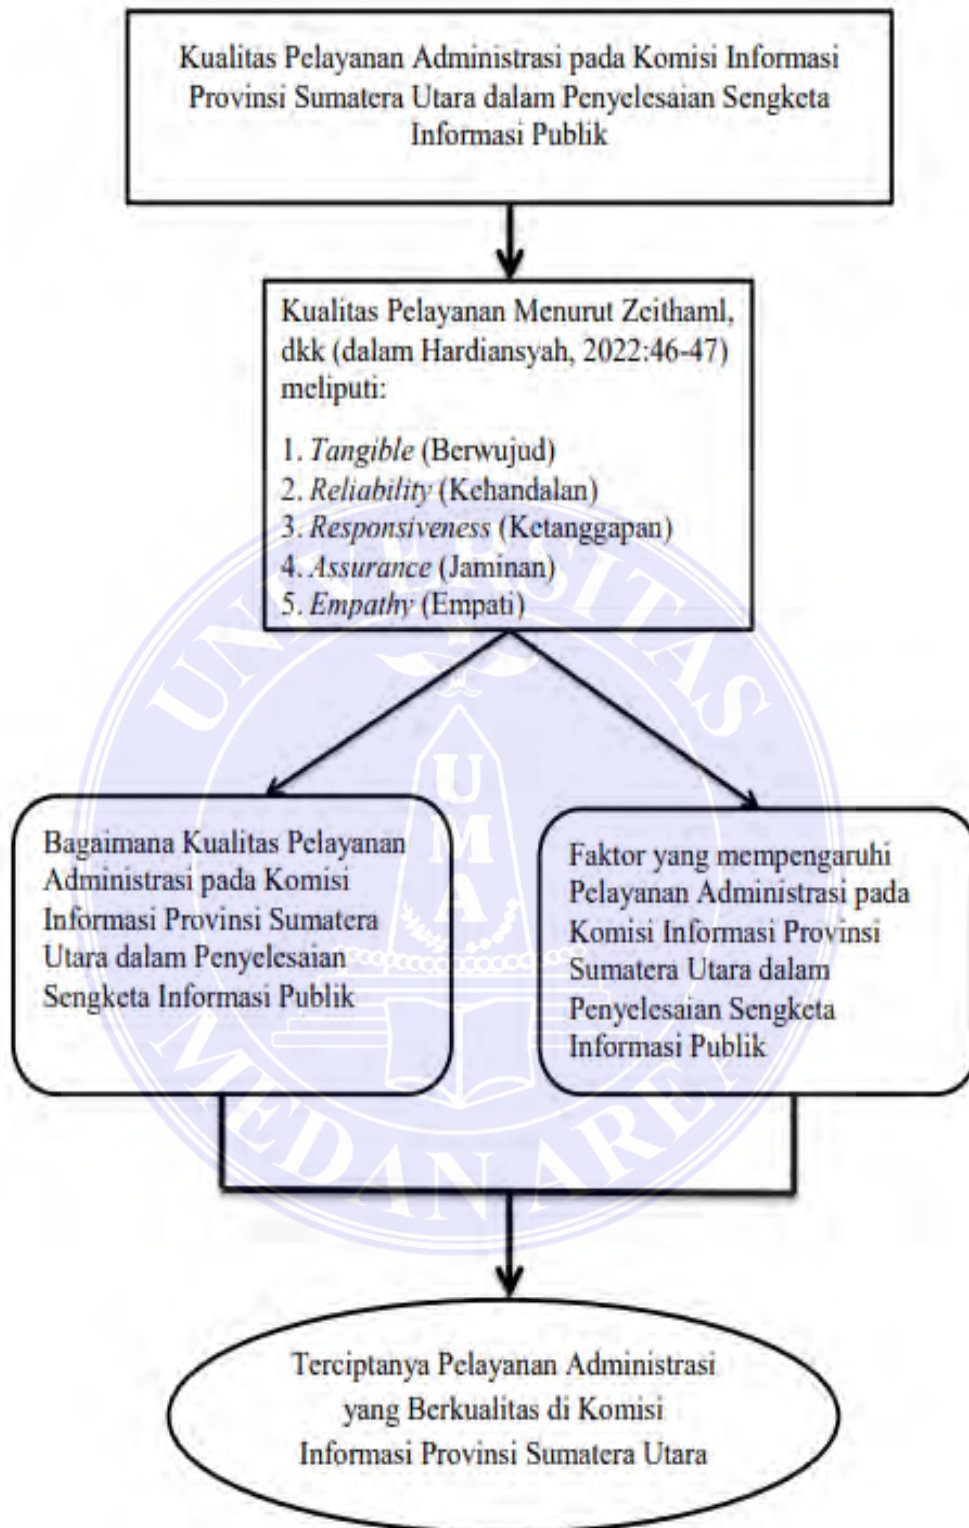 Kualitas Pelayanan Administrasi pada Komisi Informasi
Provinsi Sumatera Utara dalam Penyelesaian Sengketa
Informasi Publik
Kualitas Pelayanan Menurut Zeithaml,
dkk (dalam Hardiansyah, 2022:46-47)
meliputi:
1. Tangible (Berwujud)
2. Reliability (Kehandalan)
3. Responsiveness (Ketanggapan)
4. Assurance (Jaminan)
5. Empathy (Empati)
Bagaimana Kualitas Pelayanan
Administrasi pada Komisi
Informasi Provinsi Sumatera
Utara dalam Penyelesaian
Sengketa Informasi Publik
Faktor yang mempengaruhi
Pelayanan Administrasi pada
Komisi Informasi Provinsi
Sumatera Utara dalam
Penyelesaian Sengketa
Informasi Publik
Terciptanya Pelayanan Administrasi
yang Berkualitas di Komisi
Informasi Provinsi Sumatera Utara
UNIVERSITAS
UMA
MEDAN AREA